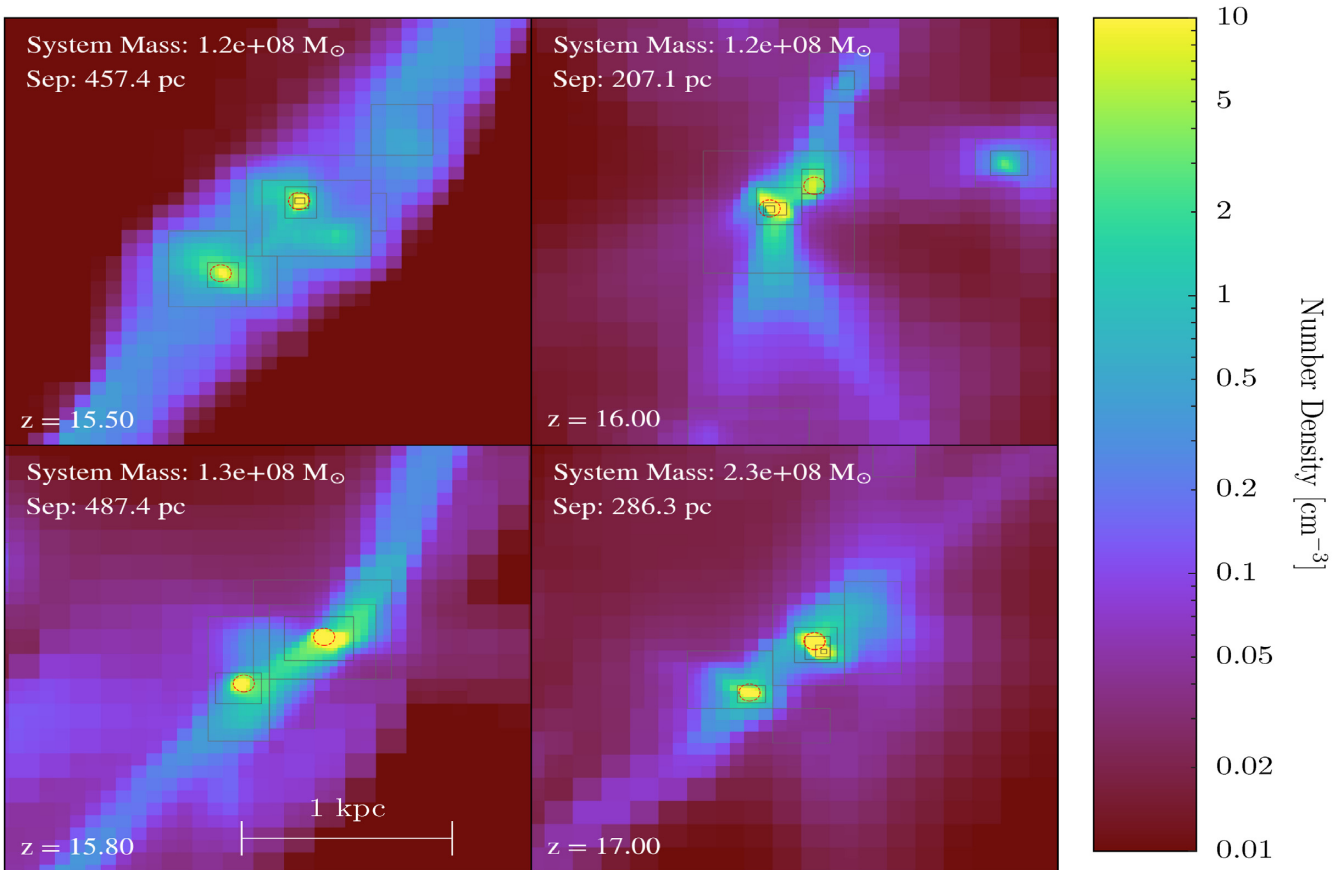 System Mass: 1.2e+08 M⊙
Sep: 457.4 pc
z = 15.50
System Mass: 1.2e+08 M⊙
Sep: 207.1 pc
z = 16.00
System Mass: 1.3e+08 M⊙
Sep: 487.4 pc
1 kpc
z = 15.80
System Mass: 2.3e+08 M⊙
Sep: 286.3 pc
z = 17.00
10
5
2
1
0.5
0.2
0.1
0.05
0.02
0.01
Number Density [cm⁻³]